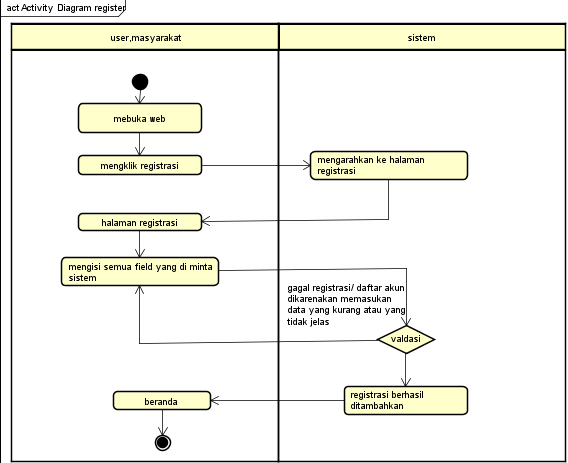 act Activity Diagram register
user,masyarakat
sistem
mebuka web
mengklik registrasi
mengarahkan ke halaman
registrasi
halaman registrasi
mengisi semua field yang di minta
sistem
gagal registrasi/ daftar akun
dikarenakan memasukan
data yang kurang atau yang
tidak jelas
valdasi
registrasi berhasil
ditambahkan
beranda